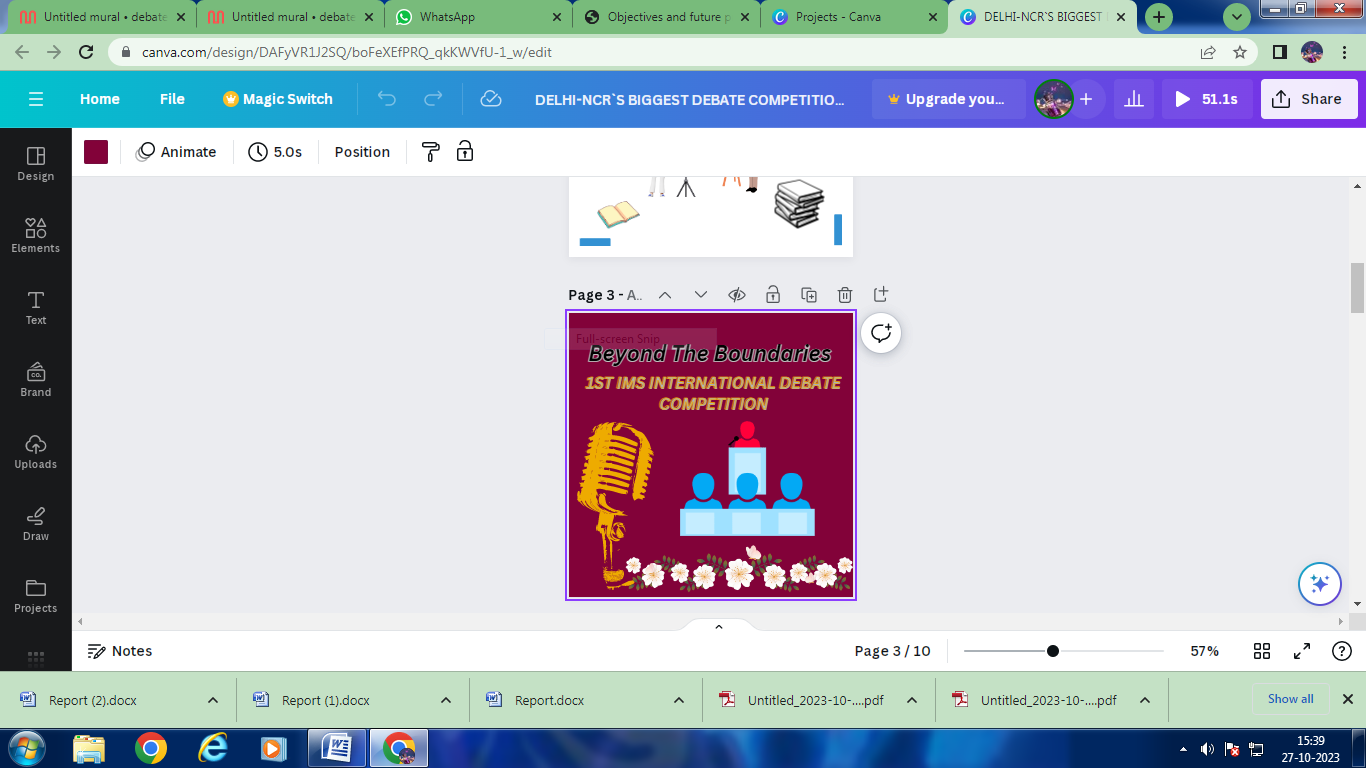 Untitled mural • debate
Untitled mural • debate
WhatsApp
Objectives and future p
Projects - Canva
DELHI-NCR`S BIGGEST
canva.com/design/DAFyVR1J2SQ/boFeXEfPRQ_qkKWVfU-1_w/edit
Home
File
Magic Switch
DELHI-NCR`S BIGGEST DEBATE COMPETITIO...
Upgrade you...
51.1s
Share
Animate
5.0s
Position
Design
Elements
Text
CO.
Brand
Uploads
Draw
Projects
Page 3 - A..
Full-screen Snip
Beyond The Boundaries
1ST IMS INTERNATIONAL DEBATE
COMPETITION
Notes
Page 3 / 10
57%
Report (2).docx
Report (1).docx
Report.docx
Untitled_2023-10-....pdf
Untitled_2023-10-....pdf
Show all
15:39
27-10-2023